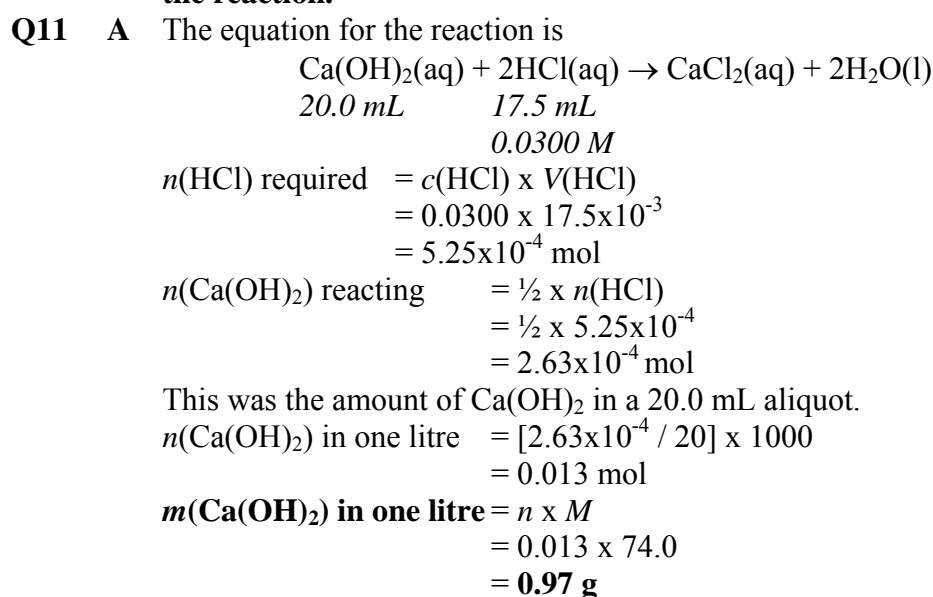 the reaction.
Q11 A The equation for the reaction is
Ca(OH)₂(aq) + 2HCl(aq) → CaCl₂(aq) + 2H₂O(l)
20.0 mL 17.5 mL
0.0300 M
n(HCl) required = c(HCl) x V(HCl)
= 0.0300 x 17.5x10⁻³
= 5.25x10⁻⁴ mol
n(Ca(OH)₂) reacting = ½ x n(HCl)
= ½ x 5.25x10⁻⁴
= 2.63x10⁻⁴ mol
This was the amount of Ca(OH)₂ in a 20.0 mL aliquot.
n(Ca(OH)₂) in one litre = [2.63x10⁻⁴ / 20] x 1000
= 0.013 mol
m(Ca(OH)₂) in one litre = n x M
= 0.013 x 74.0
= 0.97 g